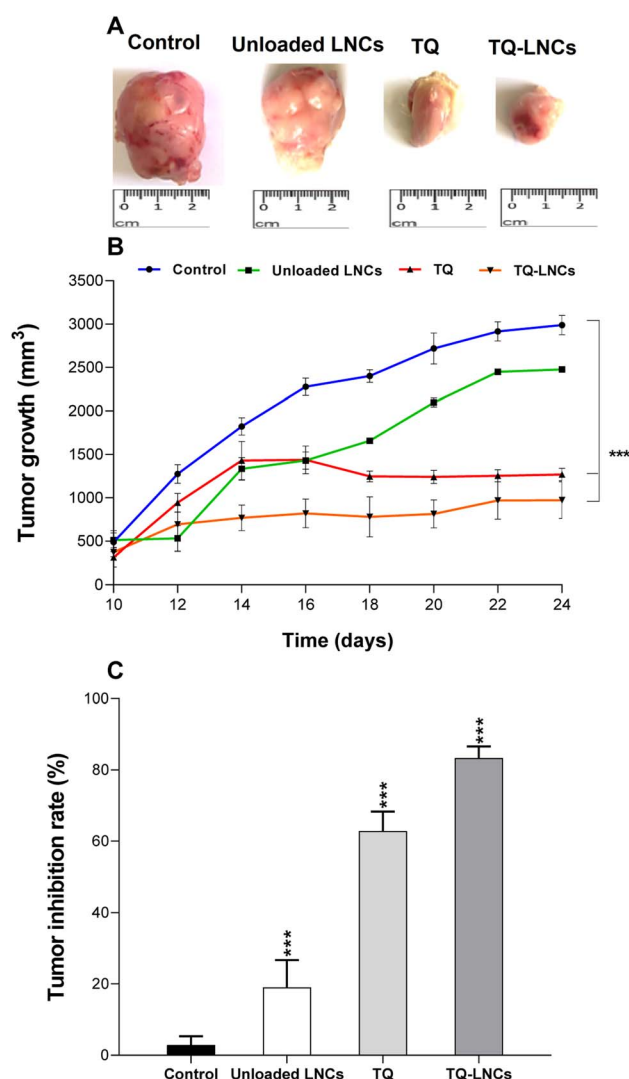 A
Control
Unloaded LNCs
TQ
TQ-LNCs
0 1 2
cm
0 1 2
cm
0 1 2
cm
0 1 2
cm
B
Control
Unloaded LNCs
TQ
TQ-LNCs
Tumor growth (mm³)
3500
3000
2500
2000
1500
1000
500
0
***
10 12 14 16 18 20 22 24
Time (days)
C
Tumor inhibition rate (%)
100
80
60
40
20
0
***
***
***
Control
Unloaded LNCs
TQ
TQ-LNCs